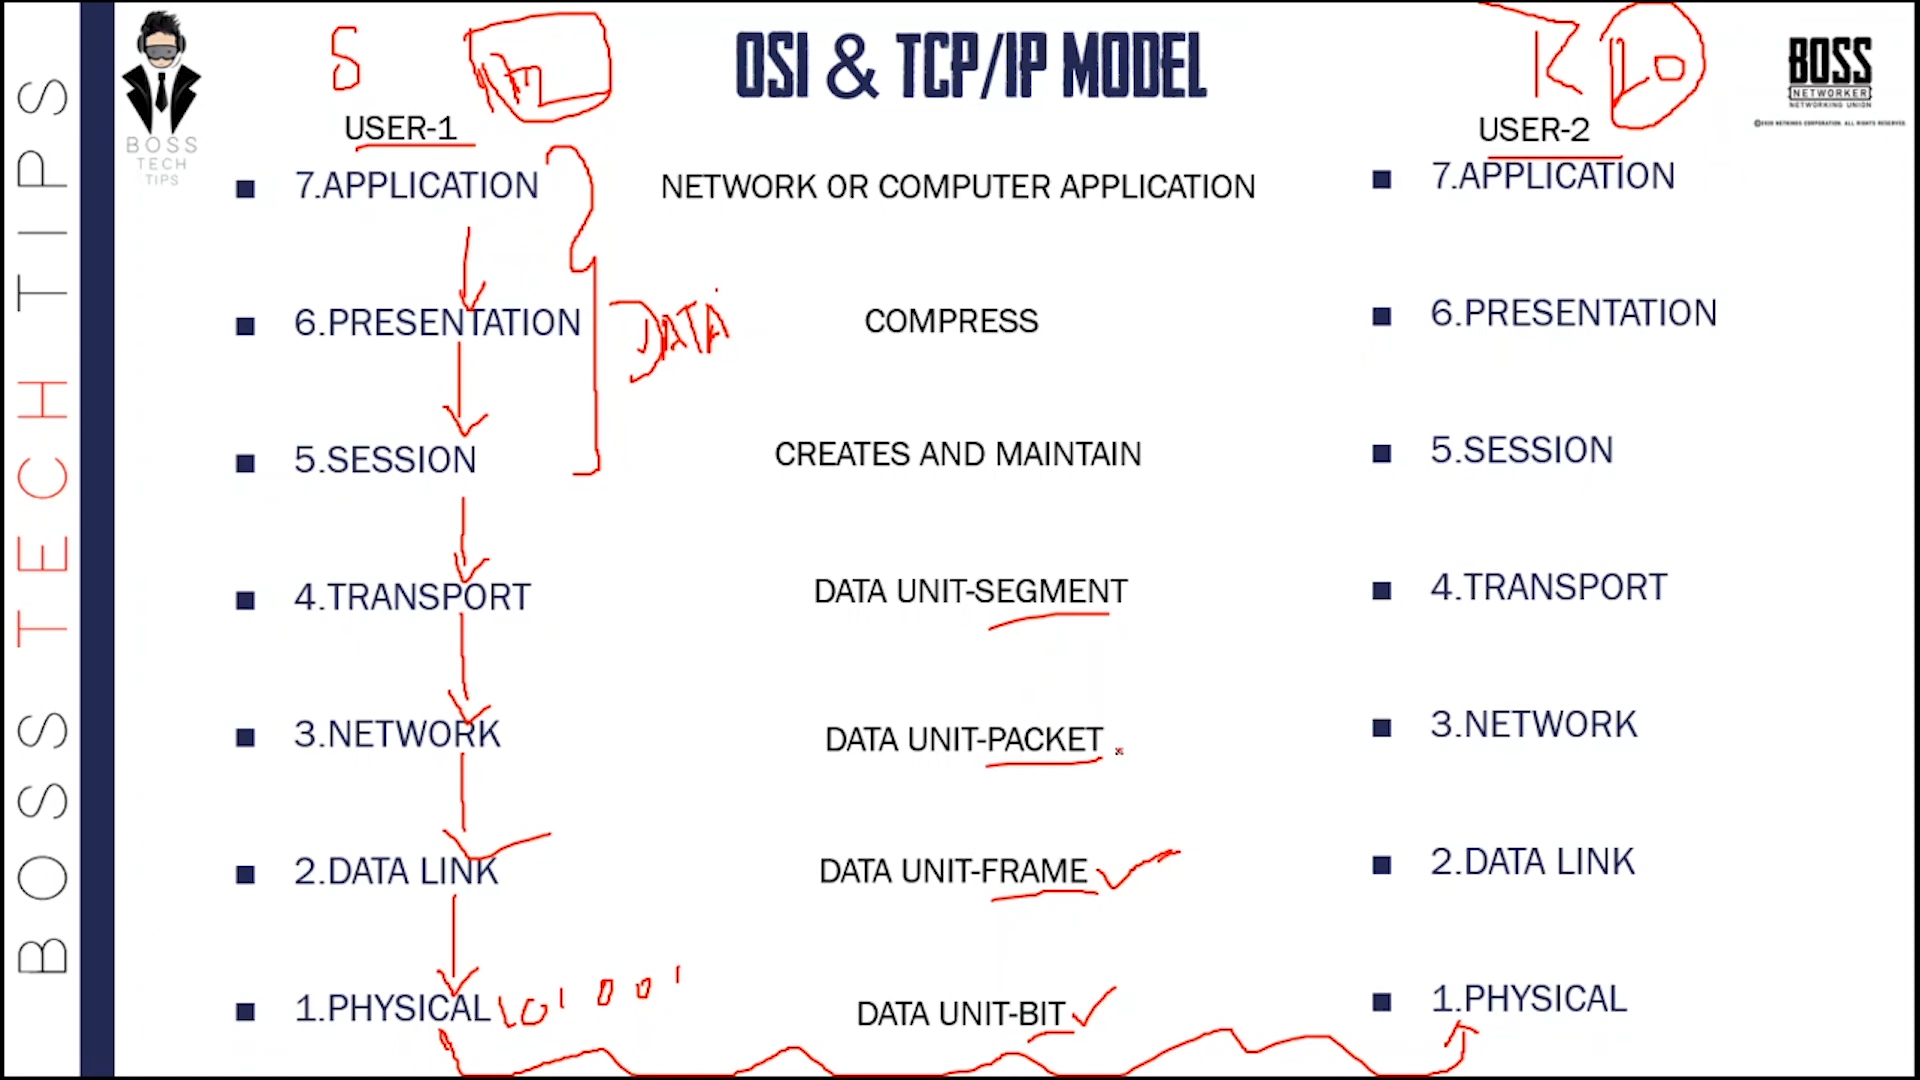 BOSS TECH TIPS
BOSS
TECH
TIPS
S
OSI & TCP/IP MODEL
R
BOSS
NETWORKER
NETWORKING UNION
USER-1
USER-2
7.APPLICATION
NETWORK OR COMPUTER APPLICATION
7.APPLICATION
6.PRESENTATION
DATA
COMPRESS
6.PRESENTATION
5.SESSION
CREATES AND MAINTAIN
5.SESSION
4.TRANSPORT
DATA UNIT-SEGMENT
4.TRANSPORT
3.NETWORK
DATA UNIT-PACKET
3.NETWORK
2.DATA LINK
DATA UNIT-FRAME
2.DATA LINK
1.PHYSICAL
101001
DATA UNIT-BIT
1.PHYSICAL